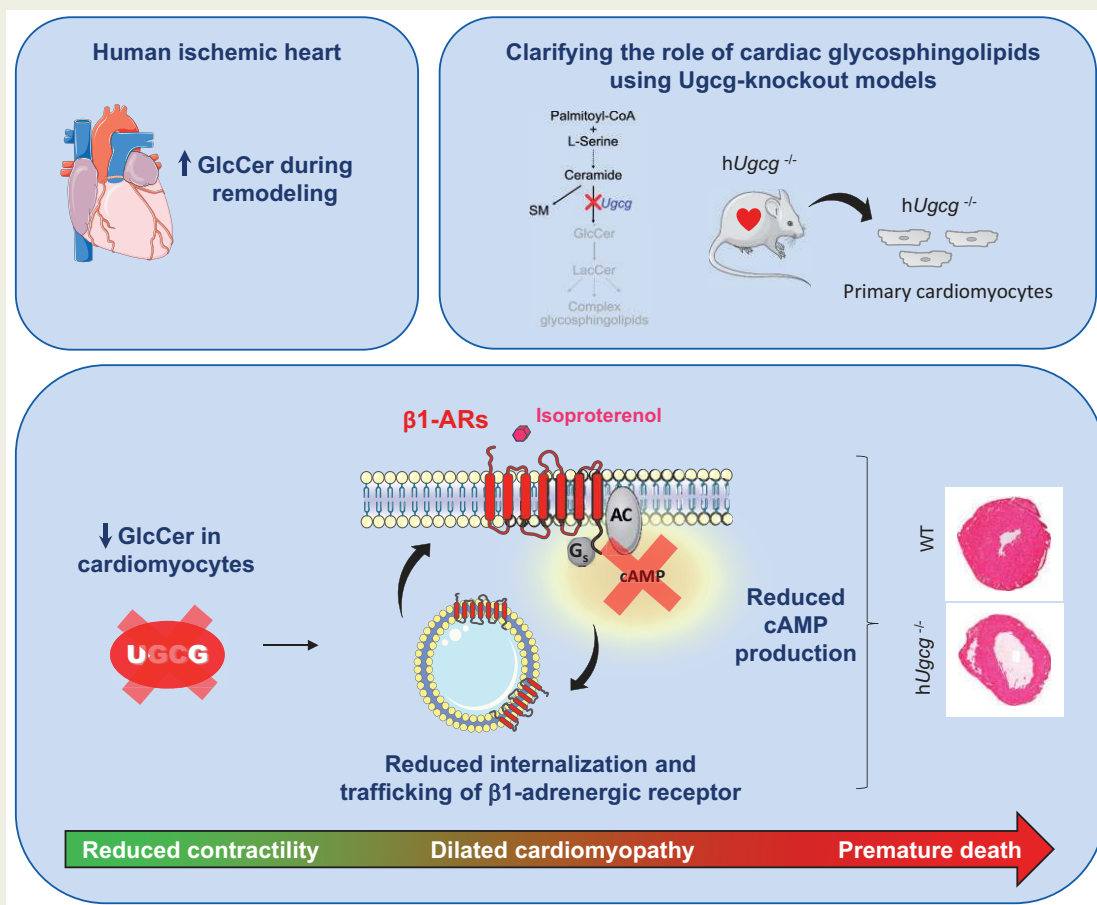 Human ischemic heart
↑ GlcCer during
remodeling
Clarifying the role of cardiac glycosphingolipids
using Ugcg-knockout models
Palmitoyl-CoA
+
L-Serine
Ceramide
SM
Ugcg
GlcCer
LacCer
Complex
glycosphingolipids
hUgcg -/-
hUgcg -/-
Primary cardiomyocytes
↓ GlcCer in
cardiomyocytes
UGCG
β1-ARs
Isoproterenol
AC
Gs
cAMP
Reduced
cAMP
production
Reduced internalization and
trafficking of β1-adrenergic receptor
WT
hUgcg -/-
Reduced contractility
Dilated cardiomyopathy
Premature death